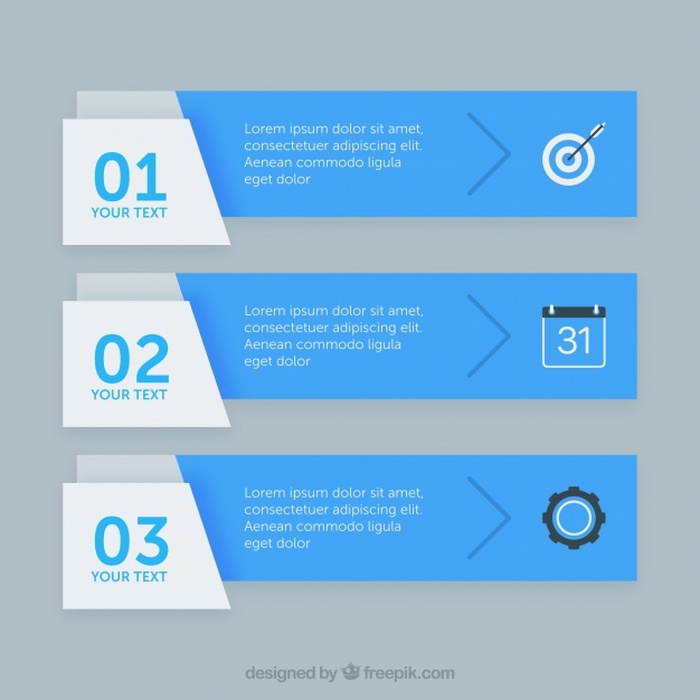 01
YOUR TEXT
Lorem ipsum dolor sit amet,
consectetuer adipiscing elit.
Aenean commodo ligula
eget dolor
02
YOUR TEXT
Lorem ipsum dolor sit amet,
consectetuer adipiscing elit.
Aenean commodo ligula
eget dolor
31
03
YOUR TEXT
Lorem ipsum dolor sit amet,
consectetuer adipiscing elit.
Aenean commodo ligula
eget dolor
designed by freepik.com